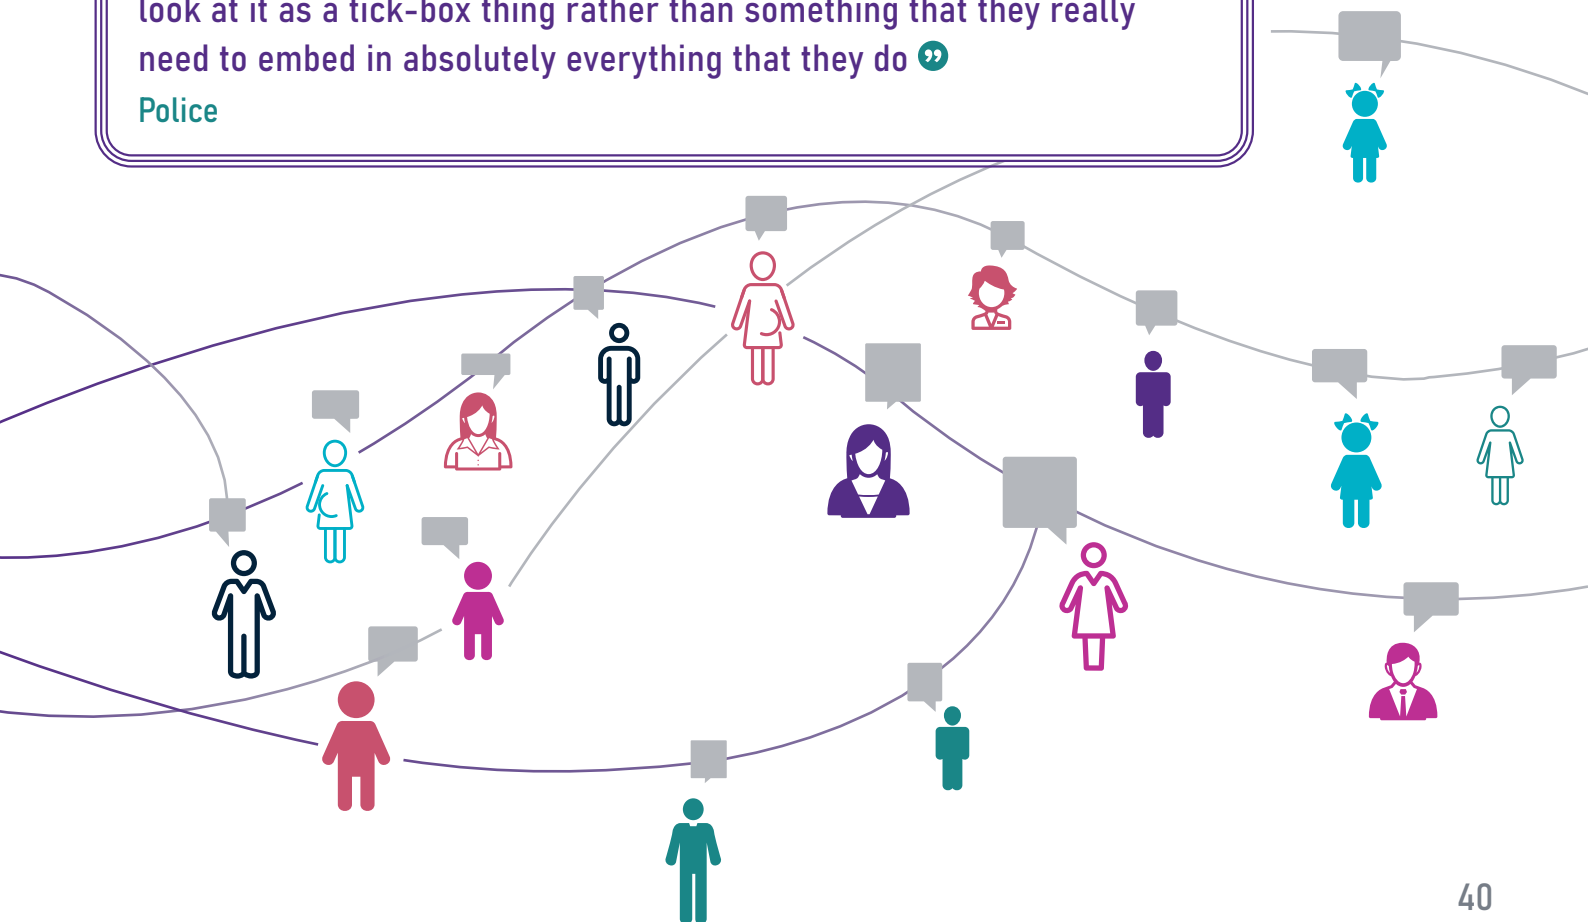 look at it as a tick-box thing rather than something that they really
need to embed in absolutely everything that they do ”
Police
40